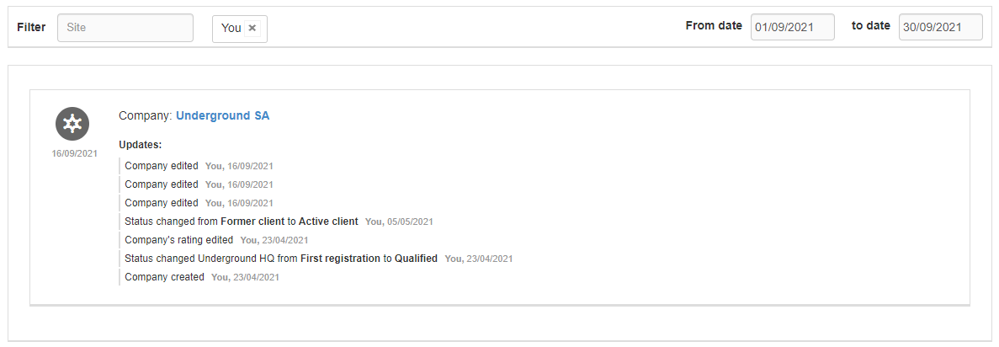 Filter Site You × From date 01/09/2021 to date 30/09/2021
Company: Underground SA
16/09/2021
Updates:
Company edited You, 16/09/2021
Company edited You, 16/09/2021
Company edited You, 16/09/2021
Status changed from Former client to Active client You, 05/05/2021
Company's rating edited You, 23/04/2021
Status changed Underground HQ from First registration to Qualified You, 23/04/2021
Company created You, 23/04/2021